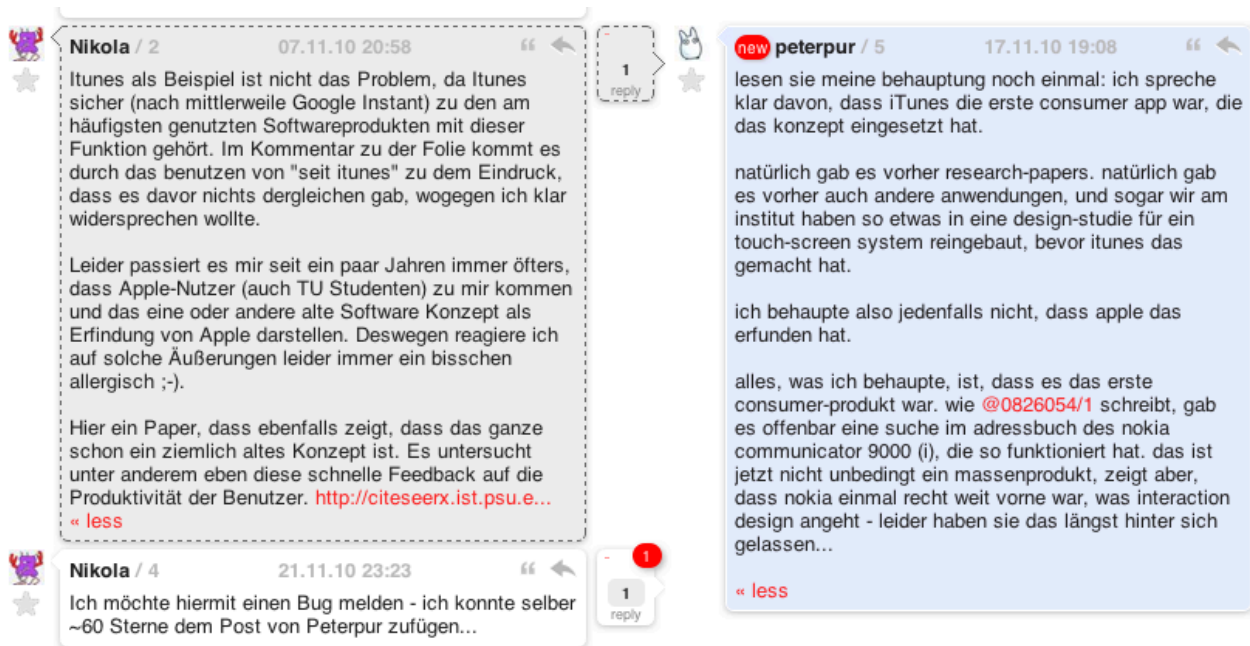 Nikola / 2 07.11.10 20:58
Itunes als Beispiel ist nicht das Problem, da Itunes
sicher (nach mittlerweile Google Instant) zu den am
häufigsten genutzten Softwareprodukten mit dieser
Funktion gehört. Im Kommentar zu der Folie kommt es
durch das benutzen von "seit itunes" zu dem Eindruck,
dass es davor nichts dergleichen gab, wogegen ich klar
widersprechen wollte.
Leider passiert es mir seit ein paar Jahren immer öfters,
dass Apple-Nutzer (auch TU Studenten) zu mir kommen
und das eine oder andere alte Software Konzept als
Erfindung von Apple darstellen. Deswegen reagiere ich
auf solche Äußerungen leider immer ein bisschen
allergisch ;-).
Hier ein Paper, dass ebenfalls zeigt, dass das ganze
schon ein ziemlich altes Konzept ist. Es untersucht
unter anderem eben diese schnelle Feedback auf die
Produktivität der Benutzer. http://citeseerx.ist.psu.e...
« less
-
1
reply
new peterpur / 5 17.11.10 19:08
lesen sie meine behauptung noch einmal: ich spreche
klar davon, dass iTunes die erste consumer app war, die
das konzept eingesetzt hat.
natürlich gab es vorher research-papers. natürlich gab
es vorher auch andere anwendungen, und sogar wir am
institut haben so etwas in eine design-studie für ein
touch-screen system reingebaut, bevor itunes das
gemacht hat.
ich behaupte also jedenfalls nicht, dass apple das
erfunden hat.
alles, was ich behaupte, ist, dass es das erste
consumer-produkt war. wie @0826054/1 schreibt, gab
es offenbar eine suche im adressbuch des nokia
communicator 9000 (i), die so funktioniert hat. das ist
jetzt nicht unbedingt ein massenprodukt, zeigt aber,
dass nokia einmal recht weit vorne war, was interaction
design angeht - leider haben sie das längst hinter sich
gelassen...
« less
Nikola / 4 21.11.10 23:23
Ich möchte hiermit einen Bug melden - ich konnte selber
~60 Sterne dem Post von Peterpur zufügen...
-
1
1
reply